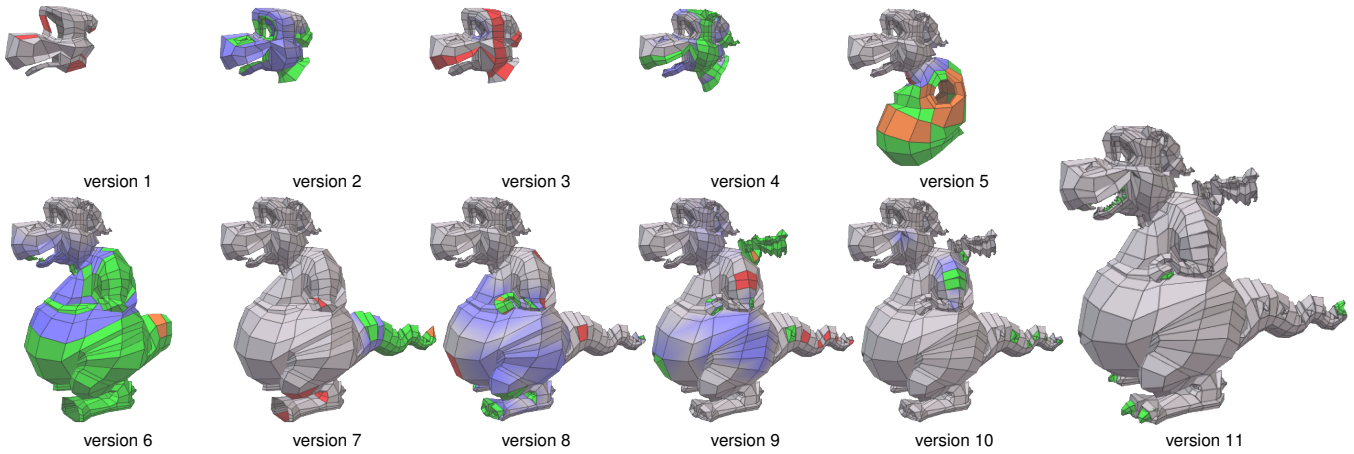 version 1
version 2
version 3
version 4
version 5
version 6
version 7
version 8
version 9
version 10
version 11